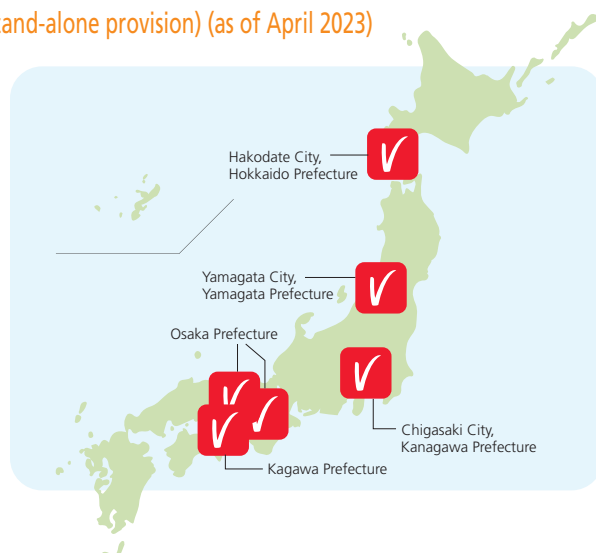 and-alone provision) (as of April 2023)
Hakodate City,
Hokkaido Prefecture
Yamagata City,
Yamagata Prefecture
Osaka Prefecture
Chigasaki City,
Kanagawa Prefecture
Kagawa Prefecture